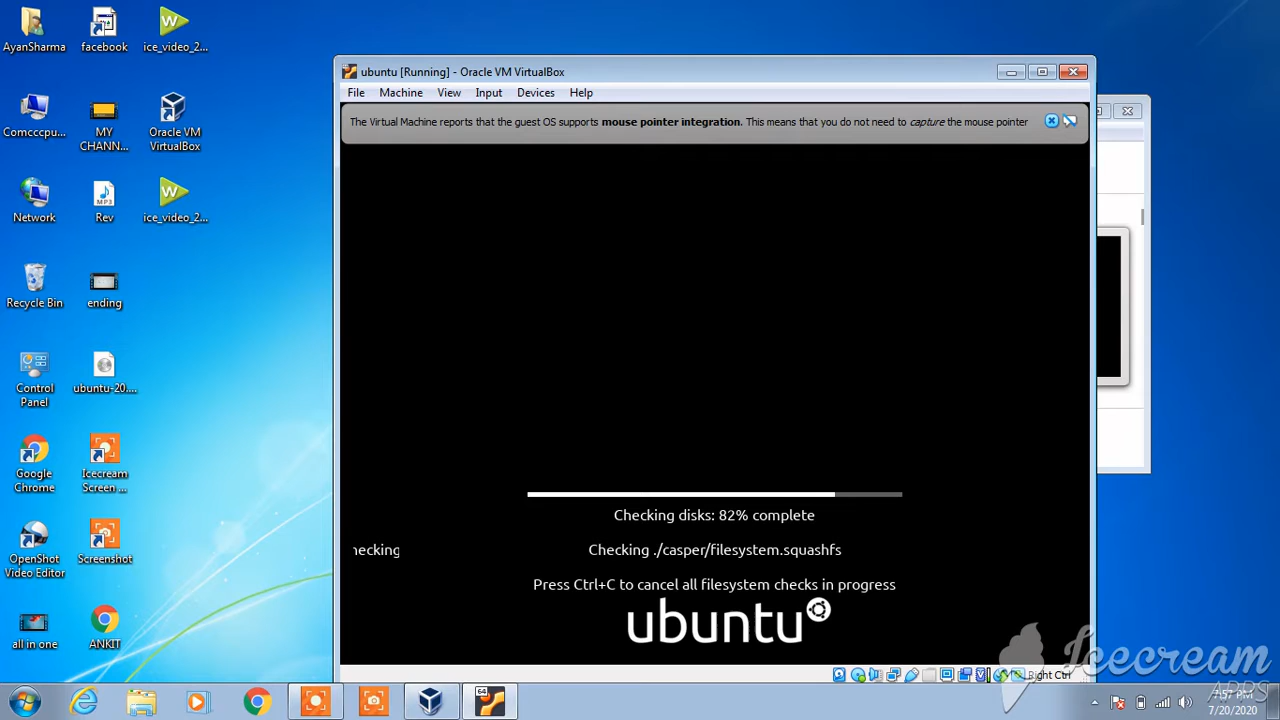 AyanSharma
facebook
ice_video_2...
Comcccpu...
MY
CHANN...
Oracle VM
VirtualBox
Network
Rev
ice_video_2...
Recycle Bin
ending
Control
Panel
ubuntu-20....
Google
Chrome
Icecream
Screen ...
OpenShot
Video Editor
Screenshot
all in one
ANKIT
ubuntu [Running] - Oracle VM VirtualBox
File Machine View Input Devices Help
The Virtual Machine reports that the guest OS supports mouse pointer integration. This means that you do not need to capture the mouse pointer
Checking disks: 82% complete
hecking
Checking ./casper/filesystem.squashfs
Press Ctrl+C to cancel all filesystem checks in progress
ubuntu
Right Ctrl
Icecream
APPS
64
7:57 PM
7/20/2020